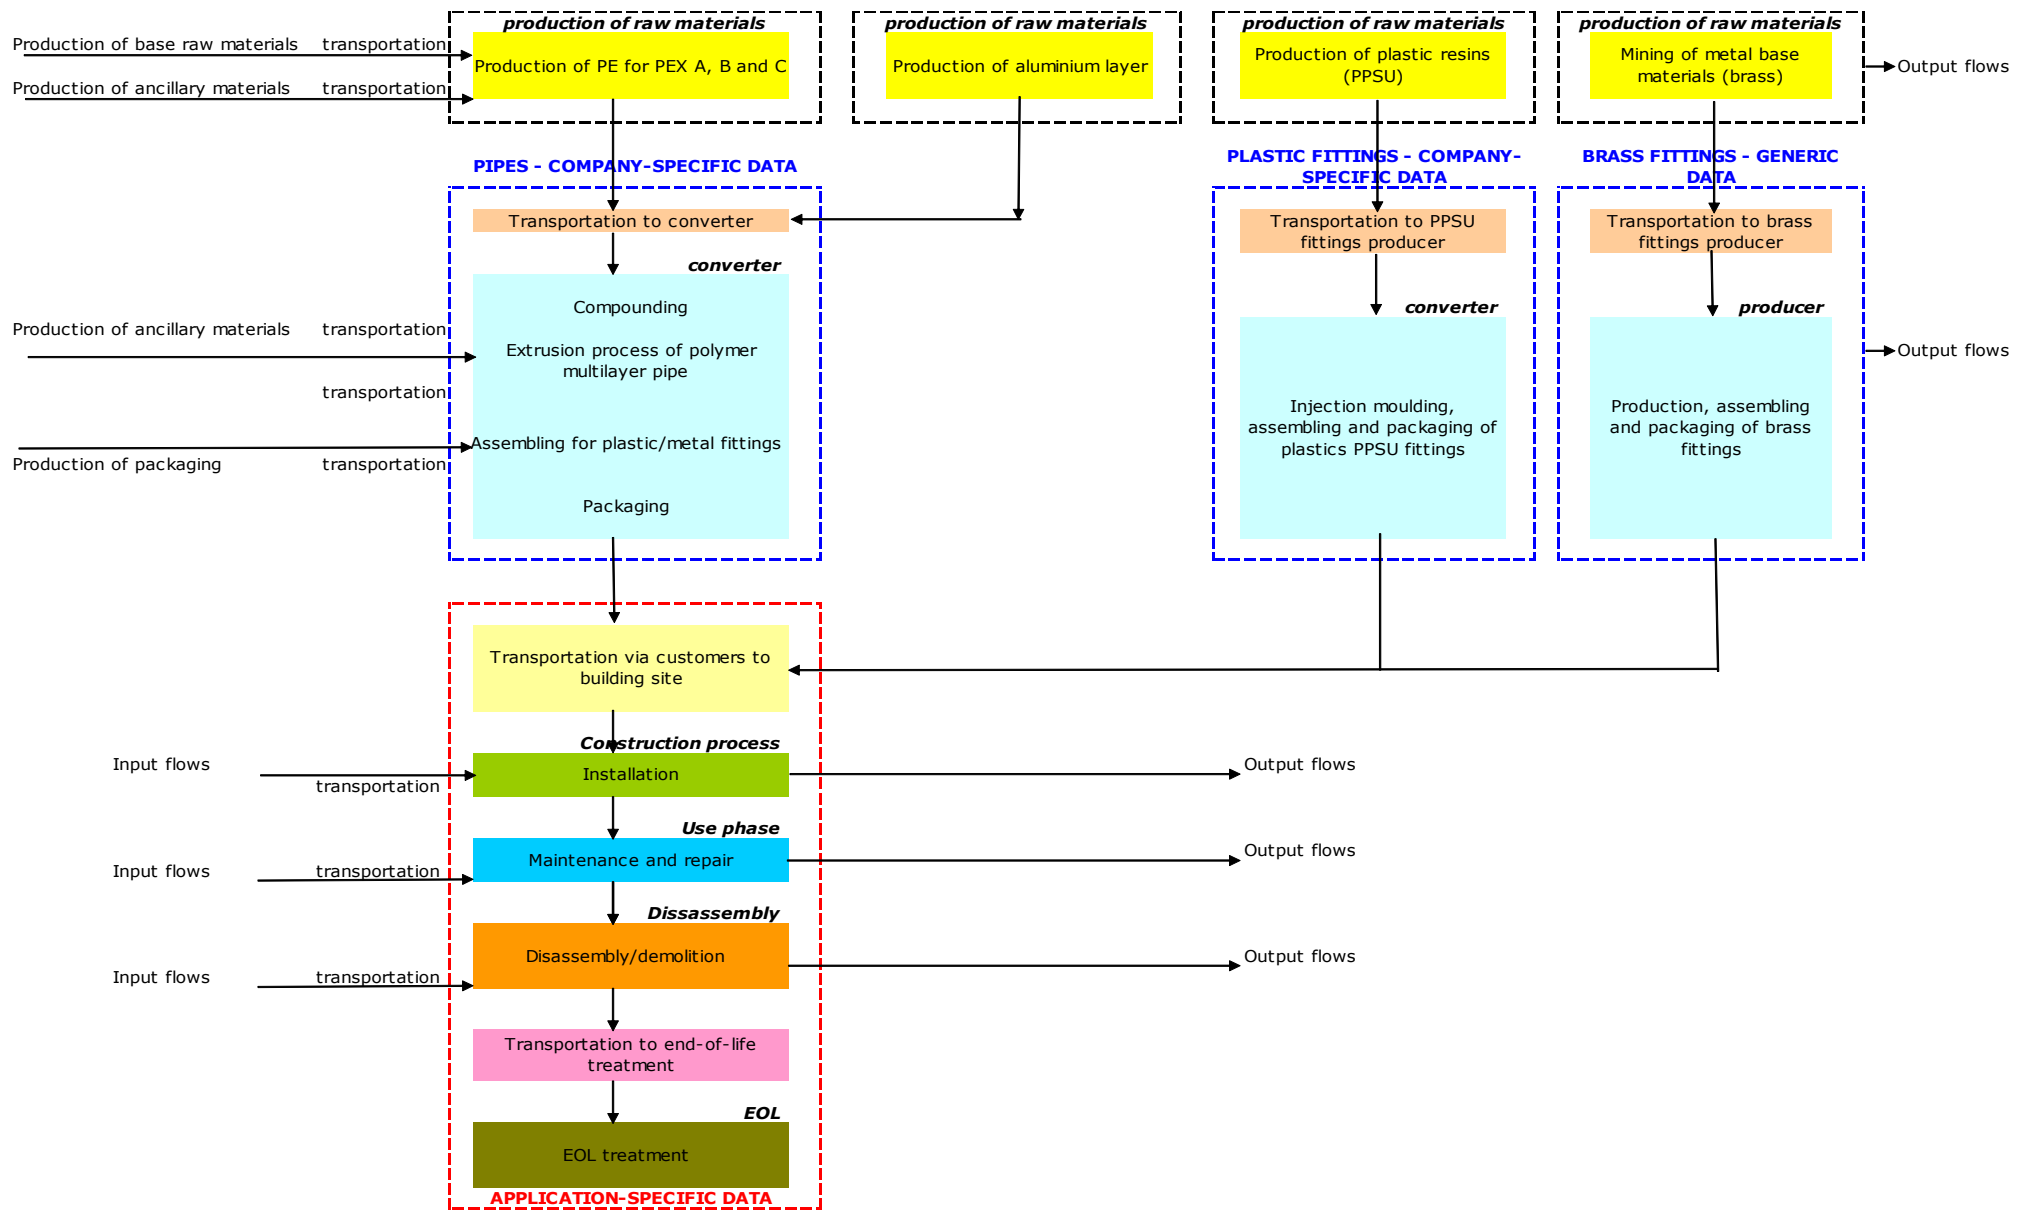 production of raw materials
production of raw materials
production of raw materials
production of raw materials
Production of base raw materials
transportation
Production of PE for PEX A, B and C
Production of aluminium layer
Production of plastic resins
(PPSU)
Mining of metal base
materials (brass)
Output flows
Production of ancillary materials
transportation
PIPES - COMPANY-SPECIFIC DATA
PLASTIC FITTINGS - COMPANY-
SPECIFIC DATA
BRASS FITTINGS - GENERIC
DATA
Transportation to converter
Transportation to PPSU
fittings producer
Transportation to brass
fittings producer
converter
converter
producer
Production of ancillary materials
transportation
Compounding
Extrusion process of polymer
multilayer pipe
Output flows
transportation
Assembling for plastic/metal fittings
Injection moulding,
assembling and packaging of
plastics PPSU fittings
Production, assembling
and packaging of brass
fittings
Production of packaging
transportation
Packaging
Transportation via customers to
building site
Construction process
Input flows
transportation
Installation
Output flows
Use phase
Input flows
transportation
Maintenance and repair
Output flows
Dissassembly
Input flows
transportation
Disassembly/demolition
Output flows
Transportation to end-of-life
treatment
EOL
EOL treatment
APPLICATION-SPECIFIC DATA